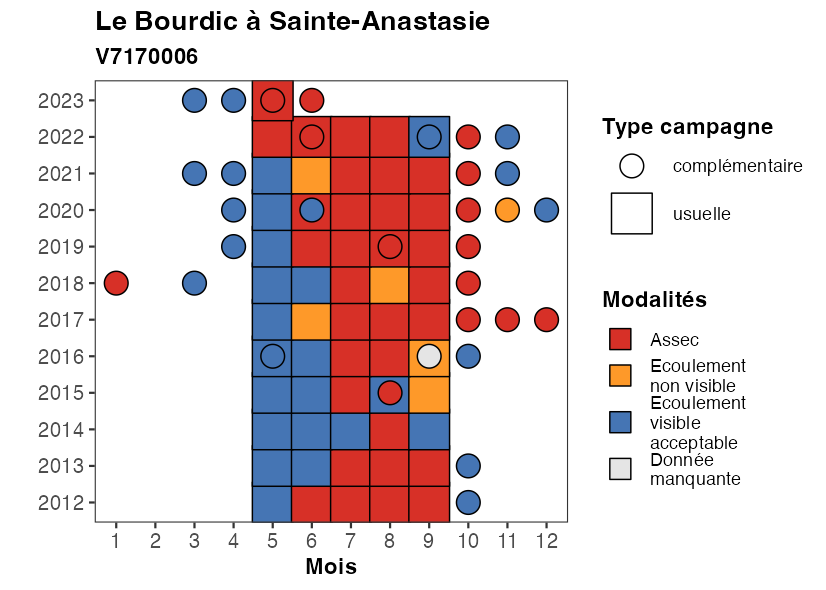 Le Bourdic à Sainte-Anastasie
V7170006
2023
2022
2021
2020
2019
2018
2017
2016
2015
2014
2013
2012
1 2 3 4 5 6 7 8 9 10 11 12
Mois
Type campagne
complémentaire
usuelle
Modalités
Assec
Ecoulement
non visible
Ecoulement
visible
acceptable
Donnée
manquante